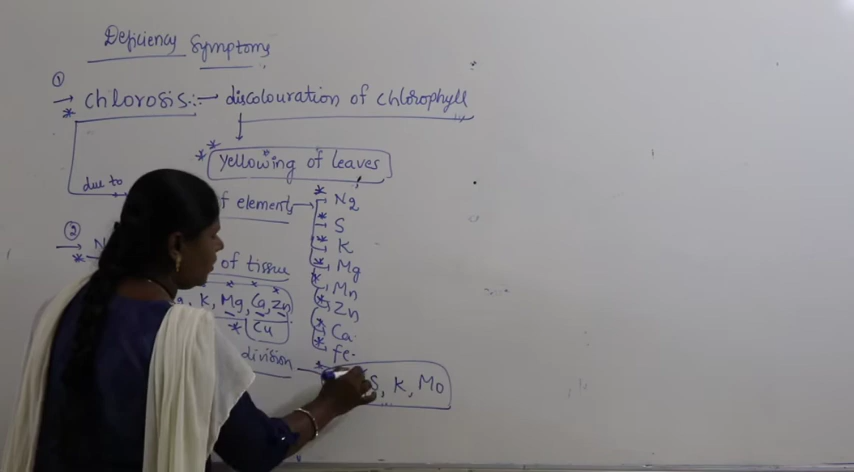 Deficiency Symptoms
① chlorosis :- discolouration of chlorophyll
yellowing of leaves
due to
of elements
N2
S
K
Mg
Mn
Zn
Ca
Fe
② N
of tissue
K, Mg, Ca, Zn
Cu
division
S, K, Mo